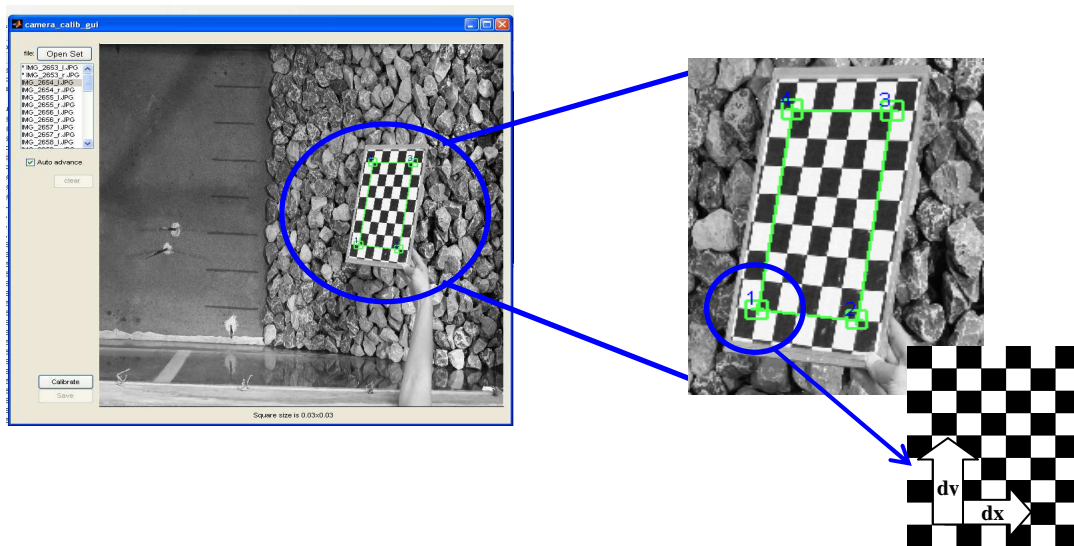 camera_calib_gui
file: Open Set
* IMG_2653_l.JPG
* IMG_2653_r.JPG
IMG_2654_l.JPG
IMG_2654_r.JPG
IMG_2655_l.JPG
IMG_2655_r.JPG
IMG_2656_l.JPG
IMG_2656_r.JPG
IMG_2657_l.JPG
IMG_2657_r.JPG
IMG_2658_l.JPG
Auto advance
clear
Calibrate
Save
Square size is 0.03x0.03
4 3
1 2
dy
dx